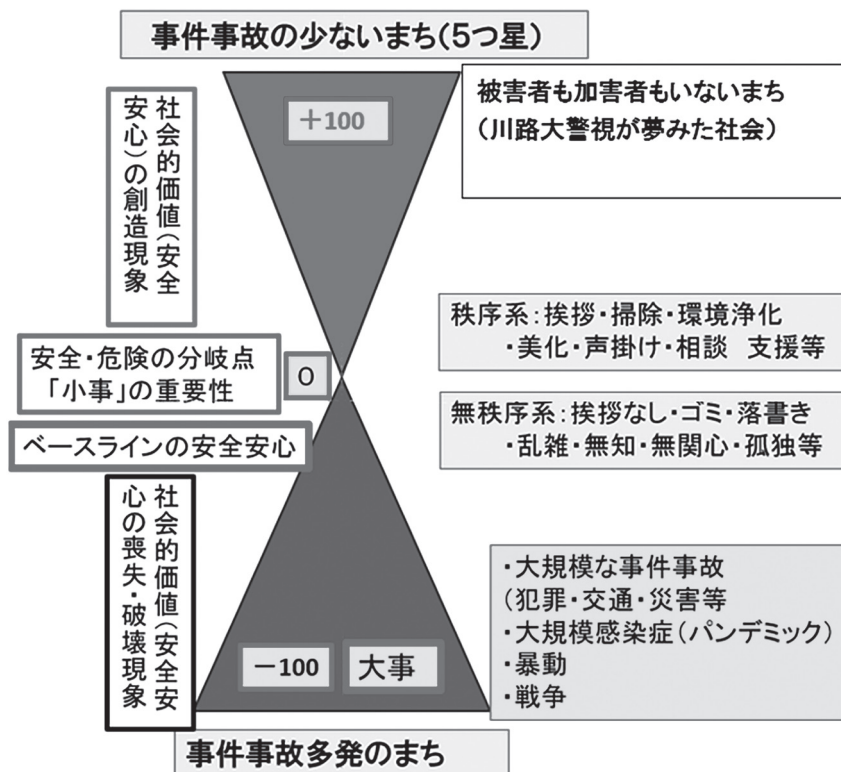 事件事故の少ないまち（5つ星）
社会的価値（安全
安心）の創造現象
＋100
被害者も加害者もいないまち
（川路大警視が夢みた社会）
秩序系：挨拶・掃除・環境浄化
・美化・声掛け・相談　支援等
安全・危険の分岐点
「小事」の重要性
0
無秩序系：挨拶なし・ゴミ・落書き
・乱雑・無知・無関心・孤独等
ベースラインの安全安心
社会的価値（安全安
心の喪失・破壊現象
・大規模な事件事故
（犯罪・交通・災害等
・大規模感染症（パンデミック）
・暴動
・戦争
－100
大事
事件事故多発のまち